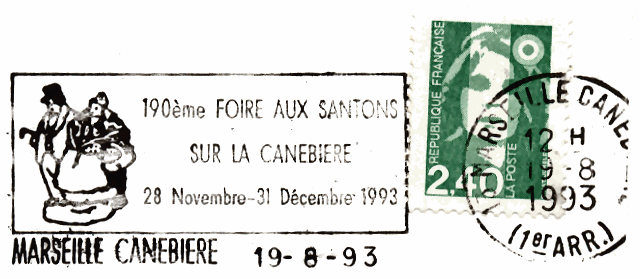 190ème FOIRE AUX SANTONS
SUR LA CANEBIERE
28 Novembre-31 Décembre 1993
MARSEILLE CANEBIERE 19-8-93
REPUBLIQUE FRANÇAISE
2,40
LA POSTE
MARSEILLE CANEB
12 H
19-8
1993
(1er ARR.)